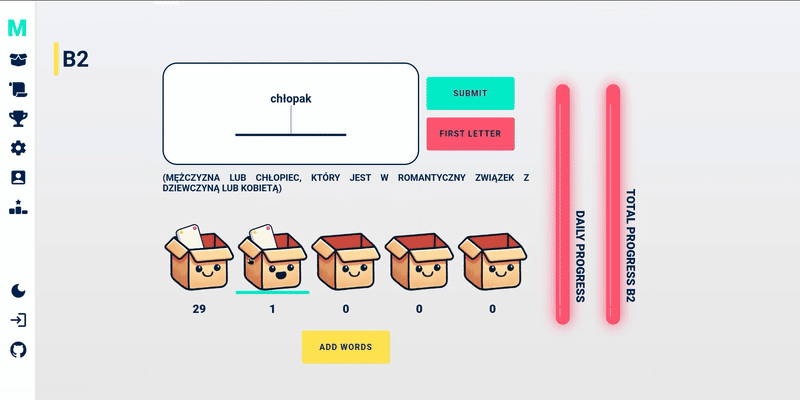 M
B2
chłopak
SUBMIT
FIRST LETTER
(MĘŻCZYZNA LUB CHŁOPIEC, KTÓRY JEST W ROMANTYCZNY ZWIĄZEK Z
DZIEWCZYNĄ LUB KOBIETĄ)
29
1
0
0
0
ADD WORDS
DAILY PROGRESS
TOTAL PROGRESS B2